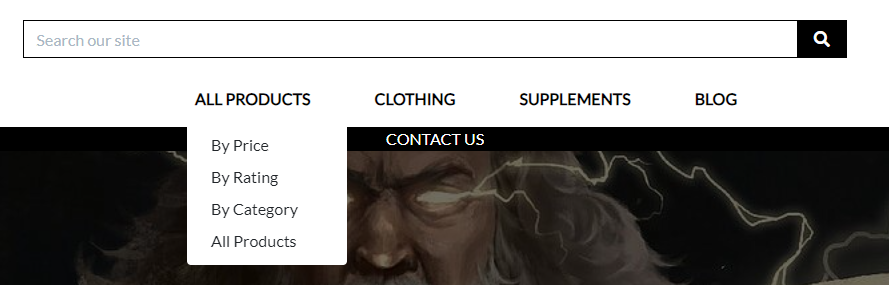 Search our site
ALL PRODUCTS CLOTHING SUPPLEMENTS BLOG
CONTACT US
By Price
By Rating
By Category
All Products